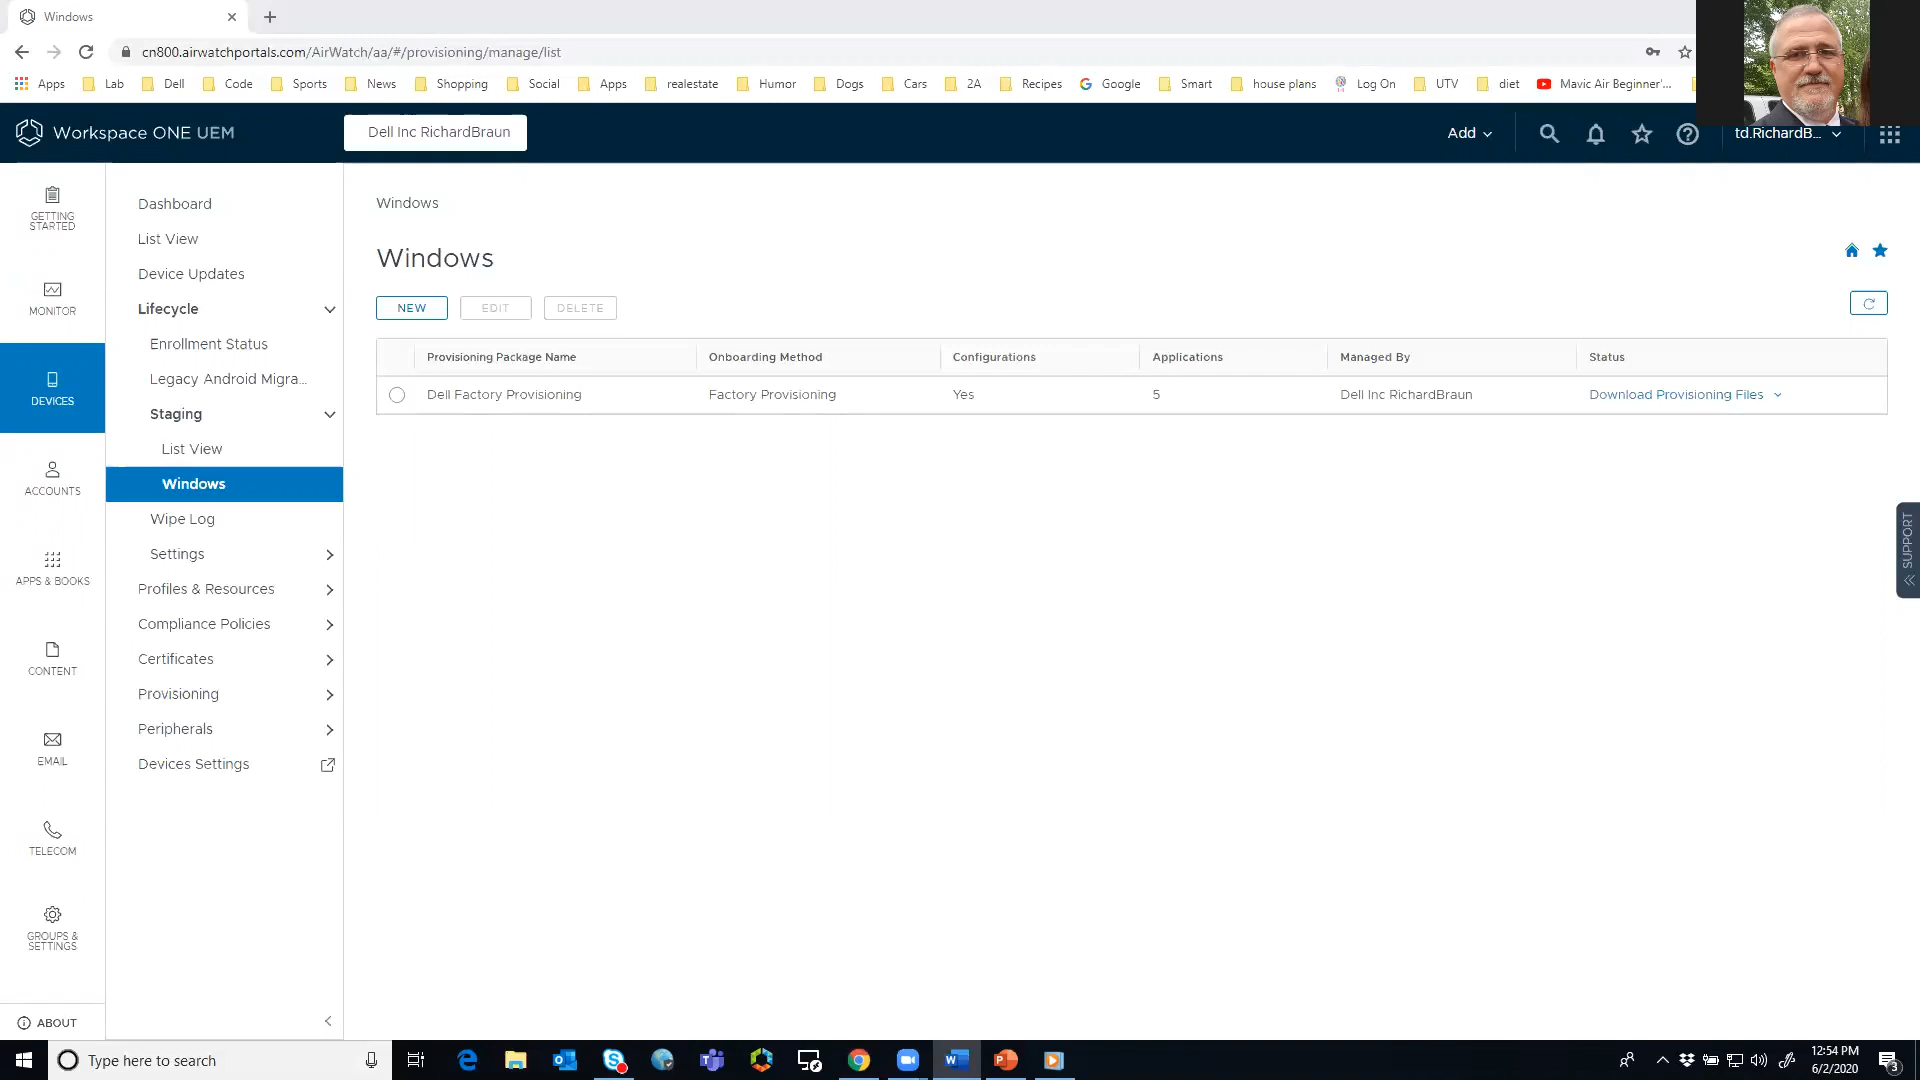 Windows
cn800.airwatchportals.com/AirWatch/aa/#/provisioning/manage/list
Apps Lab Dell Code Sports News Shopping Social Apps realestate Humor Dogs Cars 2A Recipes Google Smart house plans Log On UTV diet Mavic Air Beginner'...
Workspace ONE UEM
Dell Inc RichardBraun
Add
td.RichardB...
GETTING STARTED
MONITOR
DEVICES
ACCOUNTS
APPS & BOOKS
CONTENT
EMAIL
TELECOM
GROUPS & SETTINGS
ABOUT
Dashboard
List View
Device Updates
Lifecycle
Enrollment Status
Legacy Android Migra...
Staging
List View
Windows
Wipe Log
Settings
Profiles & Resources
Compliance Policies
Certificates
Provisioning
Peripherals
Devices Settings
Windows
Windows
NEW EDIT DELETE
Provisioning Package Name Onboarding Method Configurations Applications Managed By Status
Dell Factory Provisioning Factory Provisioning Yes 5 Dell Inc RichardBraun Download Provisioning Files
SUPPORT
Type here to search
12:54 PM
6/2/2020
3